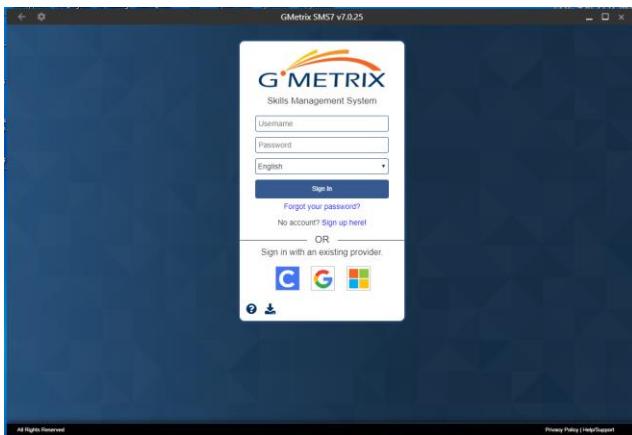 GMetrix SMS7 v7.0.25
G METRIX
Skills Management System
Username
Password
English
Sign In
Forgot your password?
No account? Sign up here!
OR
Sign in with an existing provider.
C G
All Rights Reserved
Privacy Policy | Help/Support